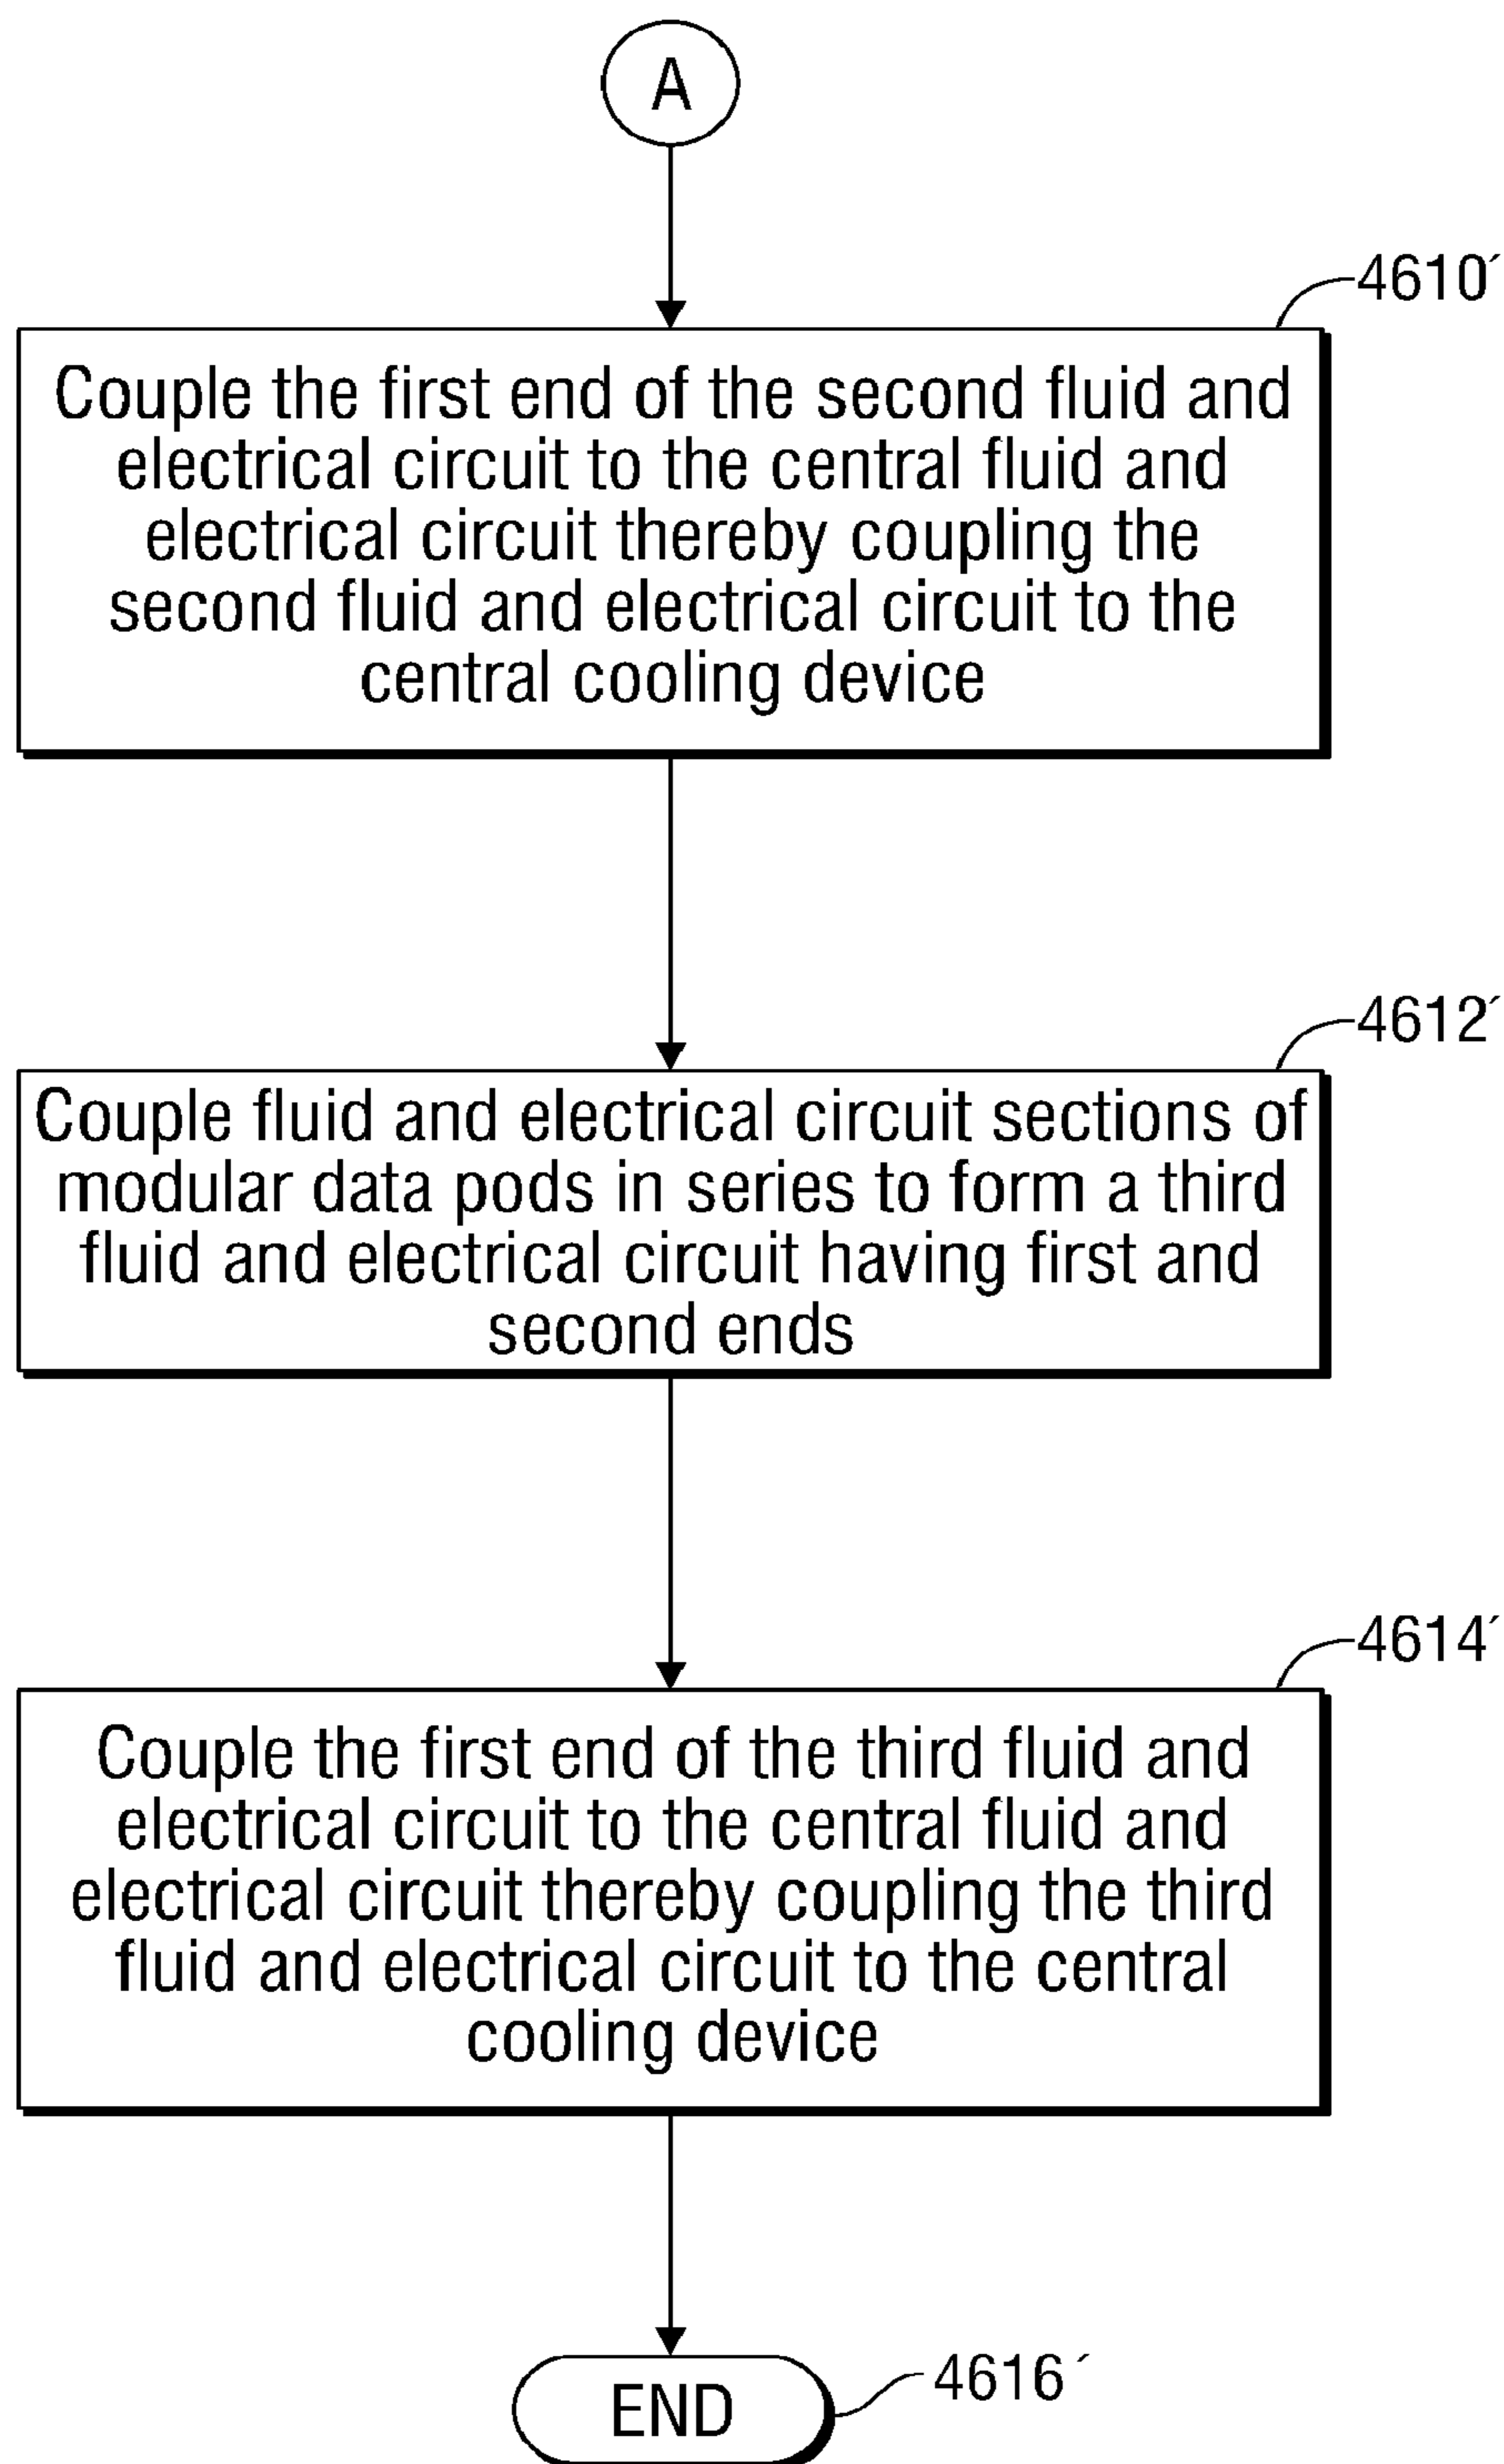 A
4610´
Couple the first end of the second fluid and
electrical circuit to the central fluid and
electrical circuit thereby coupling the
second fluid and electrical circuit to the
central cooling device
4612´
Couple fluid and electrical circuit sections of
modular data pods in series to form a third
fluid and electrical circuit having first and
second ends
4614´
Couple the first end of the third fluid and
electrical circuit to the central fluid and
electrical circuit thereby coupling the third
fluid and electrical circuit to the central
cooling device
END
4616´